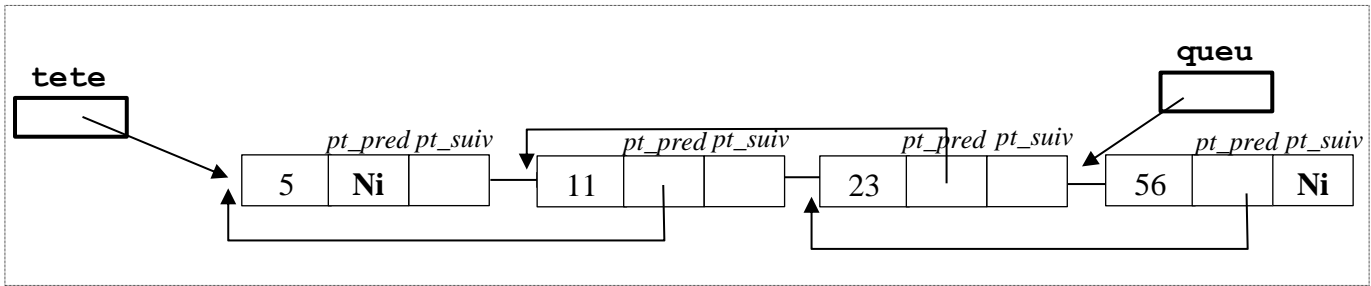 queu
tete
pt_pred pt_suiv pt_pred pt_suiv pt_pred pt_suiv pt_pred pt_suiv
5 Ni 11 23 56 Ni